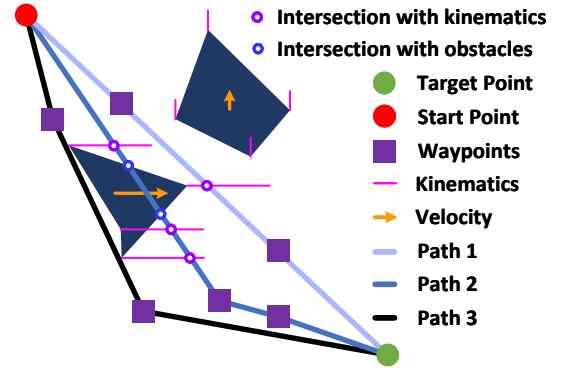 Intersection with kinematics
Intersection with obstacles
Target Point
Start Point
Waypoints
Kinematics
Velocity
Path 1
Path 2
Path 3